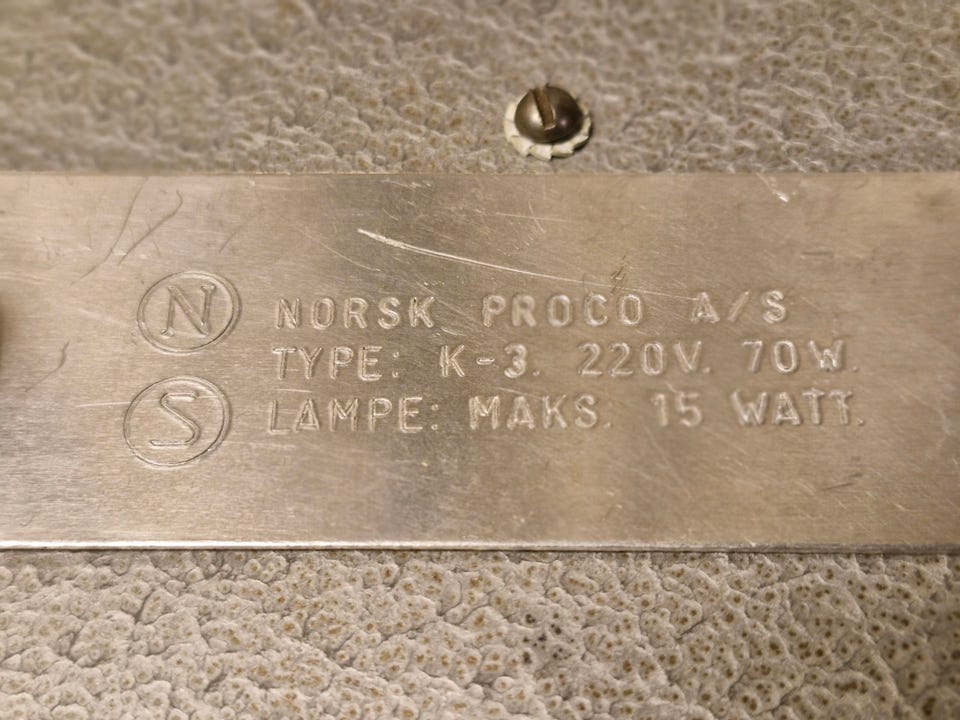 N NORSK PROCO A/S
TYPE: K-3. 220V. 70W.
S LAMPE: MAKS. 15 WATT.